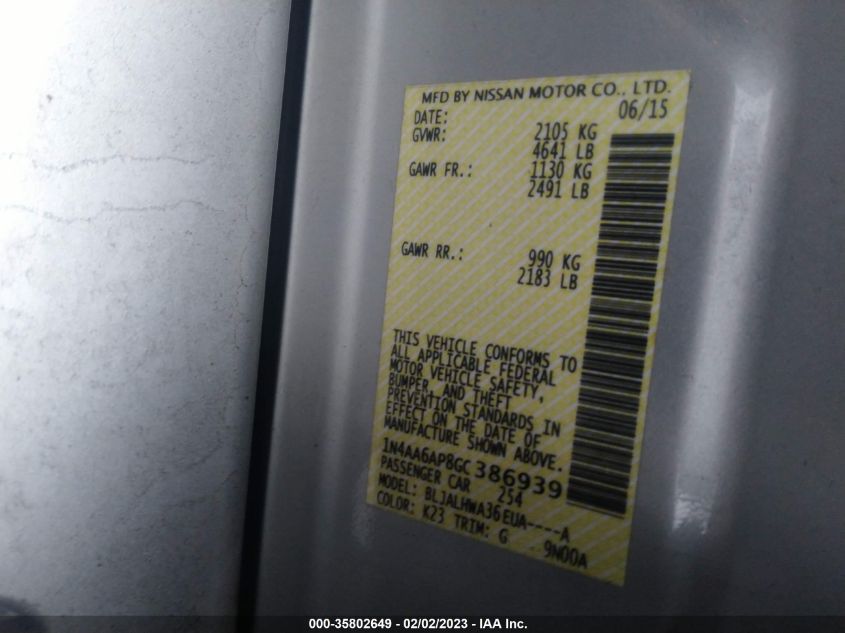 MFD BY NISSAN MOTOR CO., LTD.
DATE: 06/15
GVWR: 2105 KG
4641 LB
GAWR FR.: 1130 KG
2491 LB
GAWR RR.: 990 KG
2183 LB
THIS VEHICLE CONFORMS TO
ALL APPLICABLE FEDERAL
MOTOR VEHICLE SAFETY,
BUMPER, AND THEFT
PREVENTION STANDARDS IN
EFFECT ON THE DATE OF
MANUFACTURE SHOWN ABOVE.
1N4AA6AP8GC386939
PASSENGER CAR 254
MODEL: BLJALHWA36EUA----A
COLOR: K23 TRIM: G 9N00A
000-35802649 - 02/02/2023 - IAA Inc.